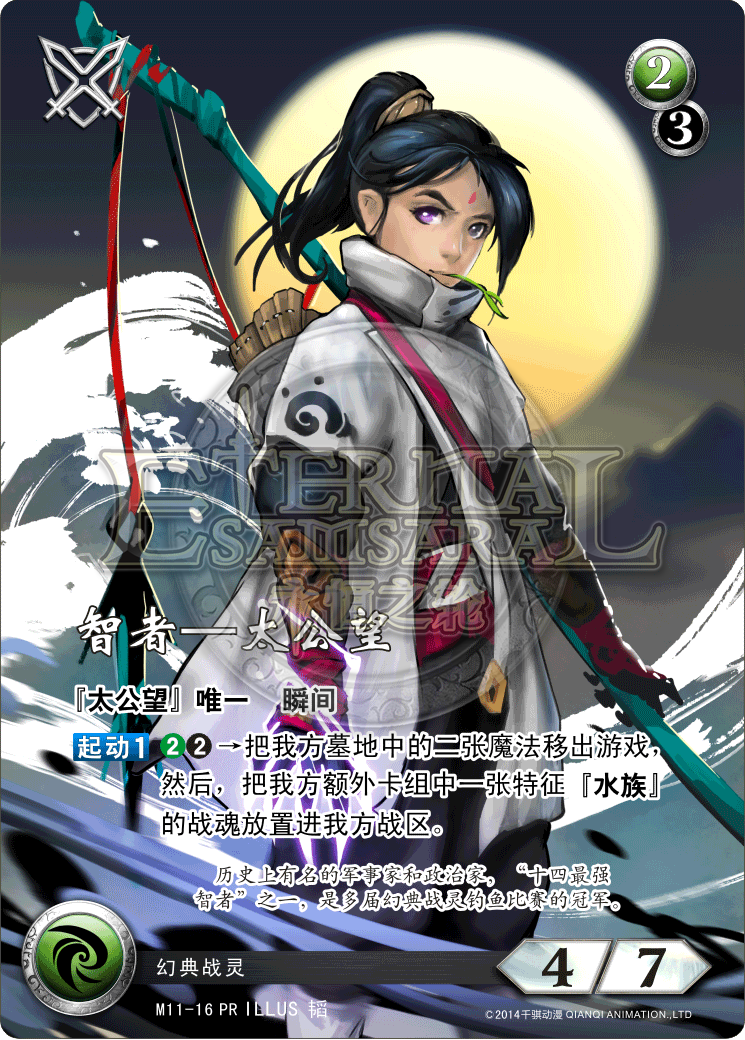 2
3
ETERNAL
SAMSARA
智者—太公望
『太公望』唯一 瞬间
起动1 2 2 →把我方墓地中的二张魔法移出游戏,
然后，把我方额外卡组中一张特征『水族』
的战魂放置进我方战区。
历史上有名的军事家和政治家，“十四最强
智者”之一，是多届幻典战灵钓鱼比赛的冠军。
幻典战灵
4/7
M11-16 PR ILLUS 韬
©2014千骐动漫 QIANQI ANIMATION.,LTD